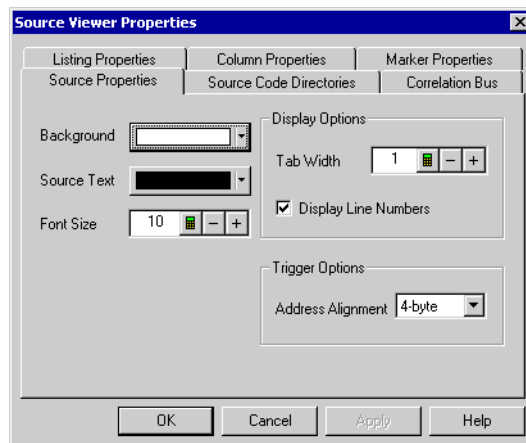 Source Viewer Properties
Listing Properties Column Properties Marker Properties
Source Properties Source Code Directories Correlation Bus
Background
Source Text
Font Size 10
Display Options
Tab Width 1
Display Line Numbers
Trigger Options
Address Alignment 4-byte
OK Cancel Apply Help